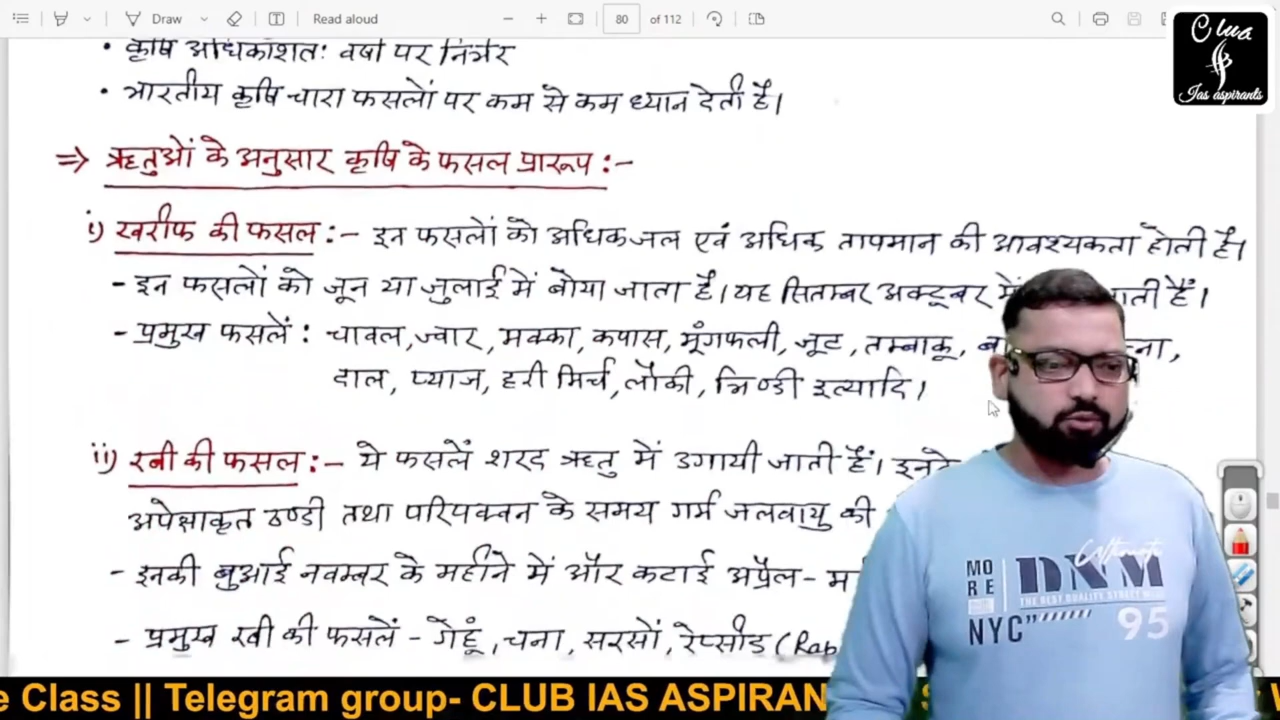 Draw
Read aloud
80 of 112
Club
Ias aspirants
• कृषि अधिकांशतः वर्षा पर निर्भर
• भारतीय कृषि चारा फसलों पर कम से कम ध्यान देती है।
⇒ ऋतुओं के अनुसार कृषि के फसल प्रारूप :-
i) खरीफ की फसल :- इन फसलों को अधिक जल एवं अधिक तापमान की आवश्यकता होती है।
- इन फसलों को जून या जुलाई में बोया जाता है। यह सितम्बर अक्टूबर में हैं।
- प्रमुख फसलें : चावल, ज्वार, मक्का, कपास, मूंगफली, जूट, तम्बाकू,
दाल, प्याज, हरी मिर्च, लौकी, भिण्डी इत्यादि।
ii) रबी की फसल :- ये फसलें शरद ऋतु में उगायी जाती हैं।
अपेक्षाकृत ठण्डी तथा परिपक्वन के समय गर्म जलवायु की
- इनकी बुआई नवम्बर के महीने में और कटाई अप्रैल -
- प्रमुख रबी की फसलें - गेहूं, चना, सरसों, रेप्सीड (
MORE DNM
THE BEST QUALITY STREET
NYC 95
e Class || Telegram group- CLUB IAS ASPIRAN